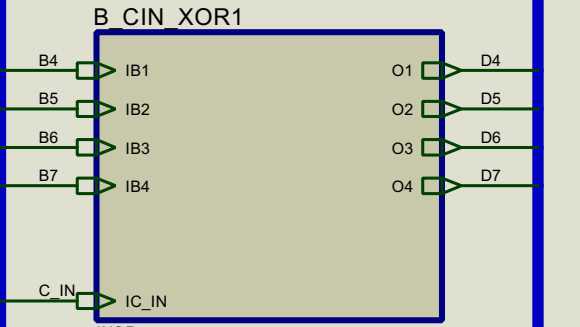 B_CIN_XOR1
B4 IB1 O1 D4
B5 IB2 O2 D5
B6 IB3 O3 D6
B7 IB4 O4 D7
C_IN IC_IN